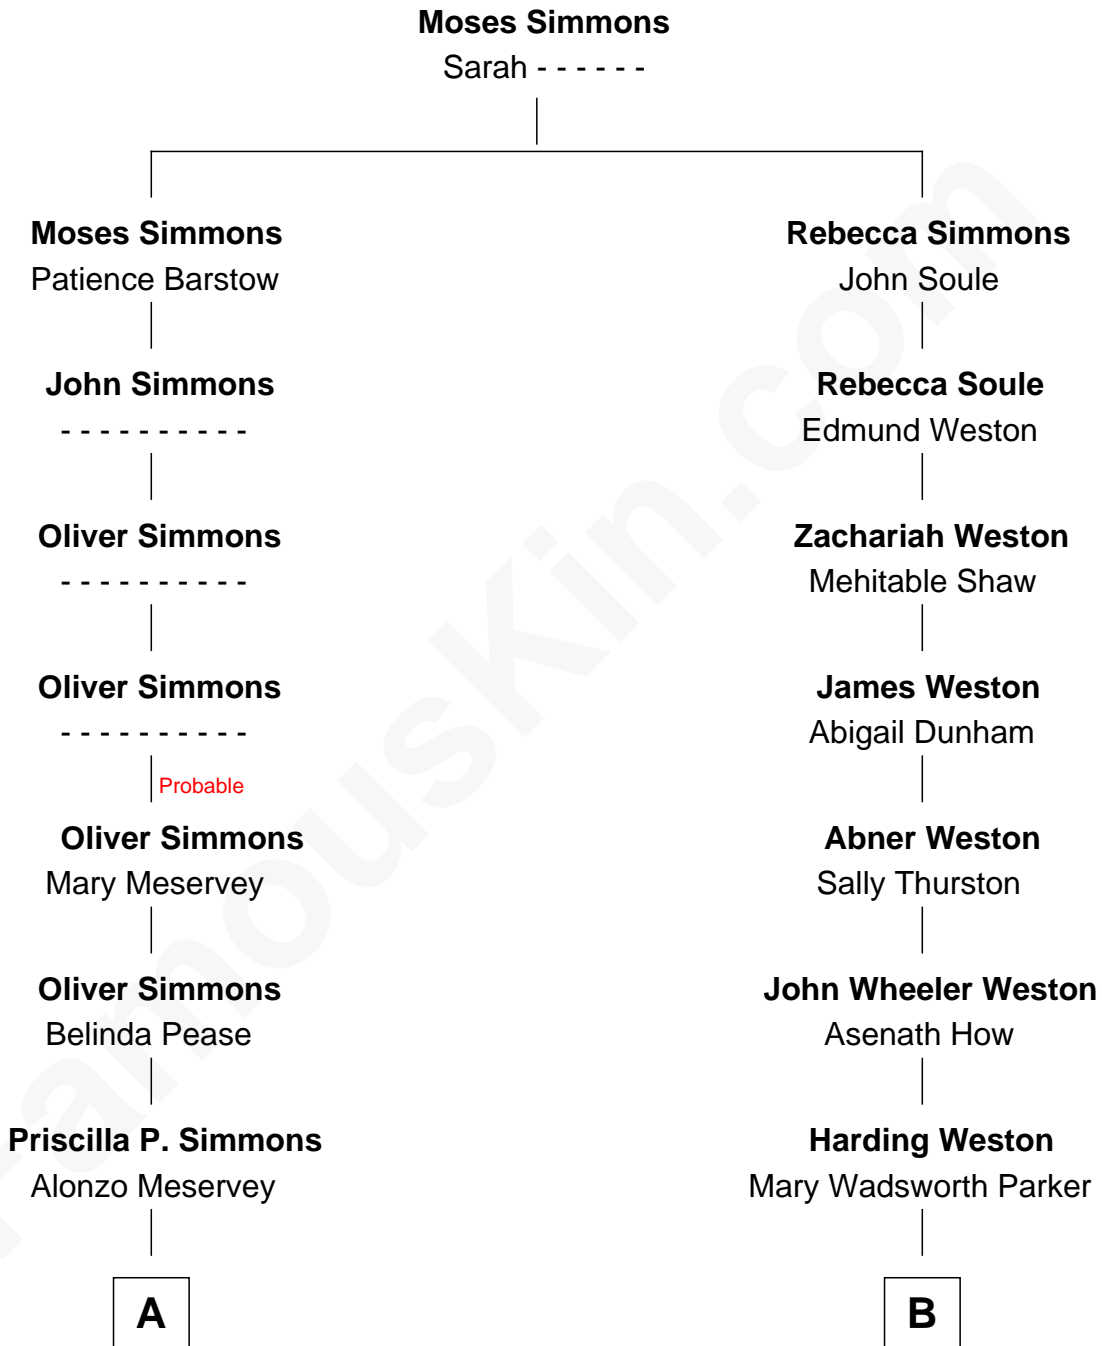 Moses Simmons
Sarah - - - - - -
Moses Simmons
Patience Barstow
Rebecca Simmons
John Soule
John Simmons
- - - - - - - - - -
Rebecca Soule
Edmund Weston
Oliver Simmons
- - - - - - - - - -
Zachariah Weston
Mehitable Shaw
Oliver Simmons
- - - - - - - - - -
James Weston
Abigail Dunham
Probable
Oliver Simmons
Mary Meservey
Abner Weston
Sally Thurston
Oliver Simmons
Belinda Pease
John Wheeler Weston
Asenath How
Priscilla P. Simmons
Alonzo Meservey
Harding Weston
Mary Wadsworth Parker
A
B
FamousKin.com